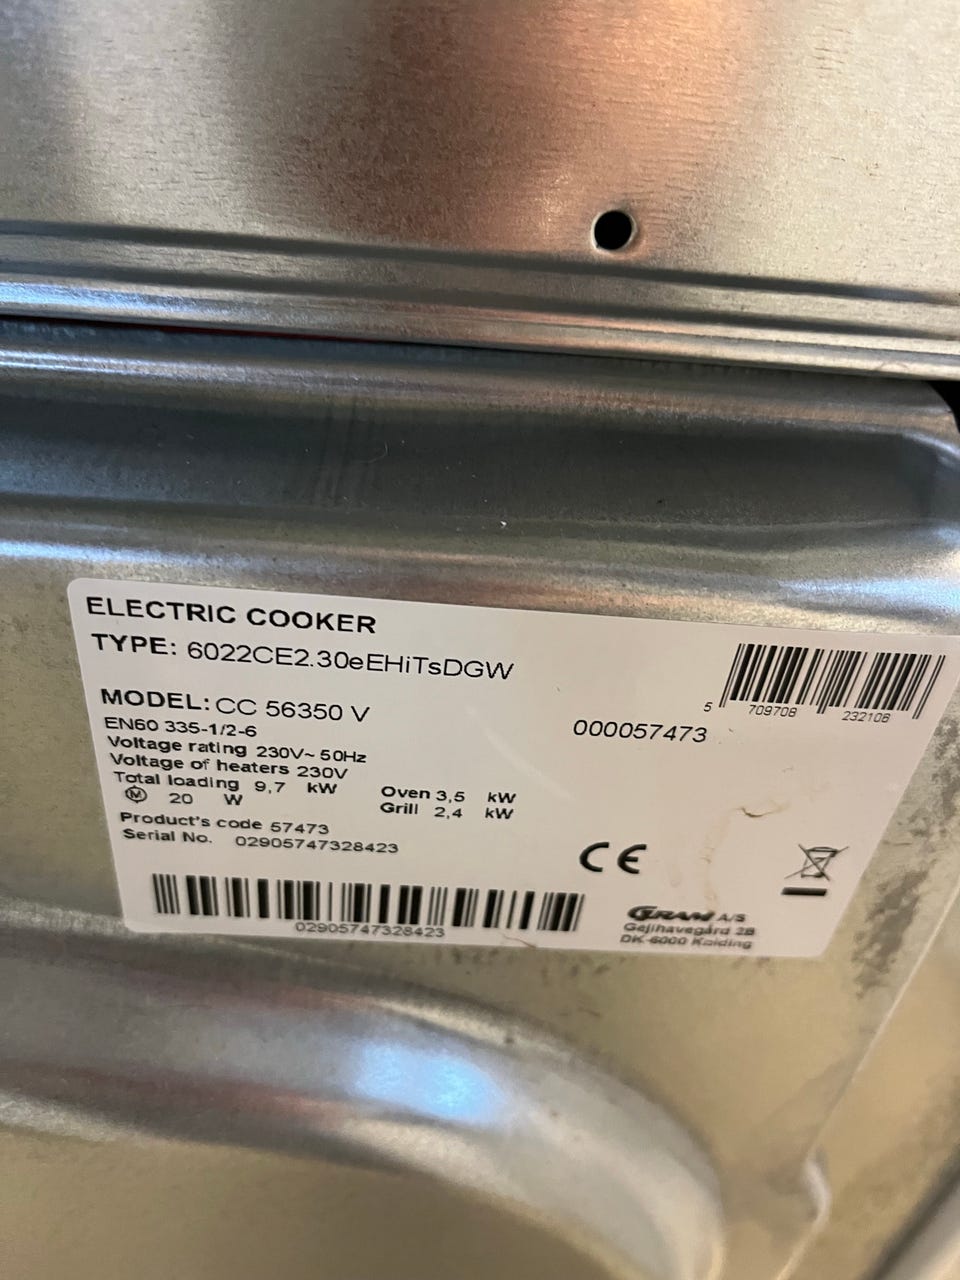 ELECTRIC COOKER
TYPE: 6022CE2.30eEHiTsDGW
MODEL: CC 56350 V
EN60 335-1/2-6
Voltage rating 230V~ 50Hz
Voltage of heaters 230V
Total loading 9,7 kW
M 20 W
Oven 3,5 kW
Grill 2,4 kW
Product's code 57473
Serial No. 02905747328423
02905747328423
5 709708 232106
000057473
CE
GRAM A/S
Gejlhavegård 2B
DK-6000 Kolding